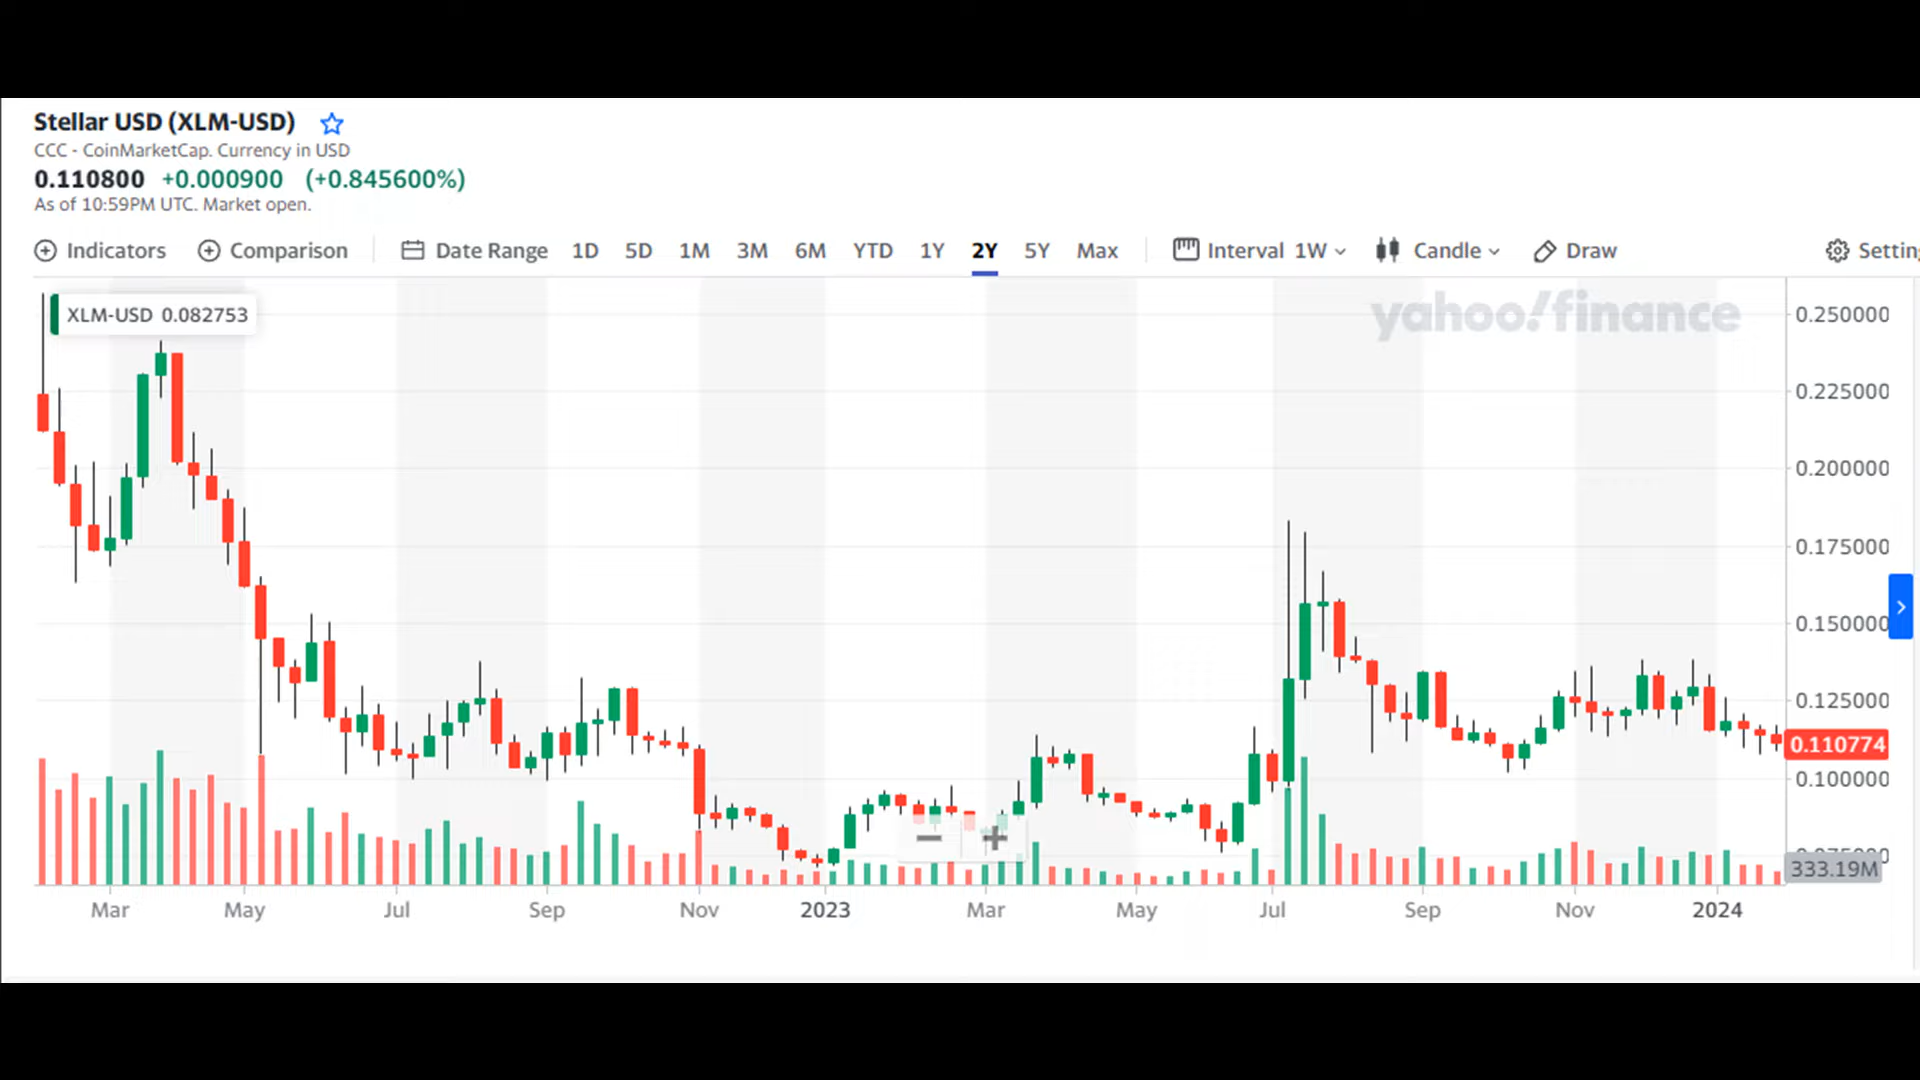 Stellar USD (XLM-USD)
CCC - CoinMarketCap. Currency in USD
0.110800 +0.000900 (+0.845600%)
As of 10:59PM UTC. Market open.
Indicators Comparison Date Range 1D 5D 1M 3M 6M YTD 1Y 2Y 5Y Max Interval 1W Candle Draw Settin
XLM-USD 0.082753
yahoo!finance
0.250000
0.225000
0.200000
0.175000
0.150000
0.125000
0.110774
0.100000
333.19M
Mar May Jul Sep Nov 2023 Mar May Jul Sep Nov 2024